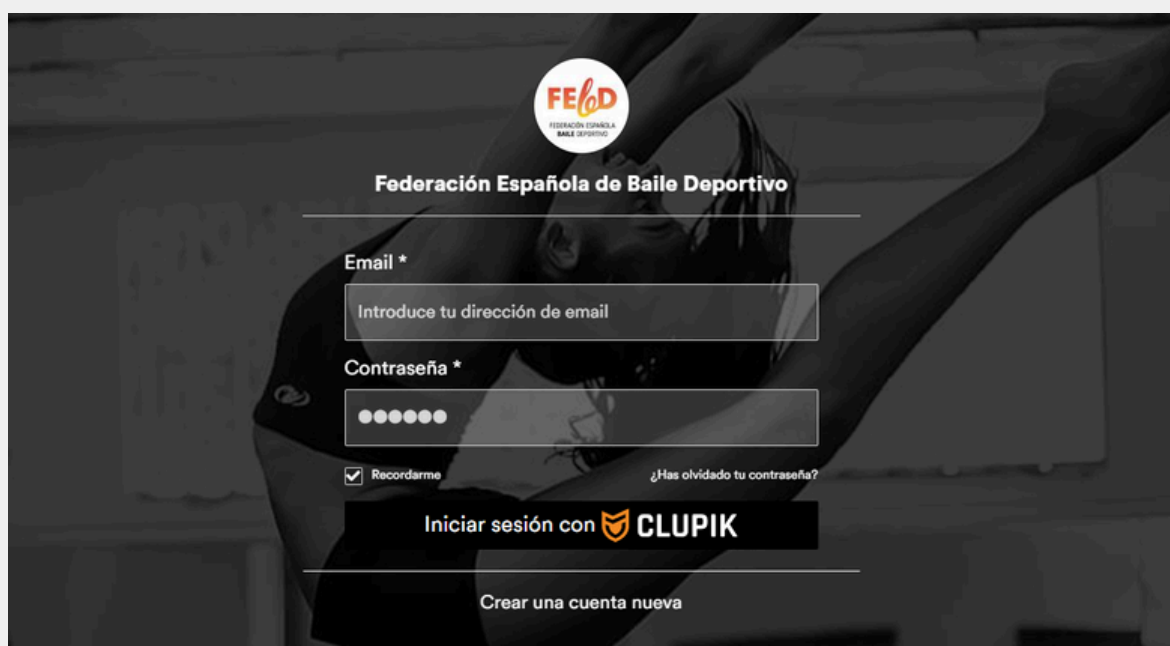 FEbD
FEDERACIÓN ESPAÑOLA
BAILE DEPORTIVO
Federación Española de Baile Deportivo
Email *
Introduce tu dirección de email
Contraseña *
●●●●●●
Recordarme
¿Has olvidado tu contraseña?
Iniciar sesión con CLUPIK
Crear una cuenta nueva